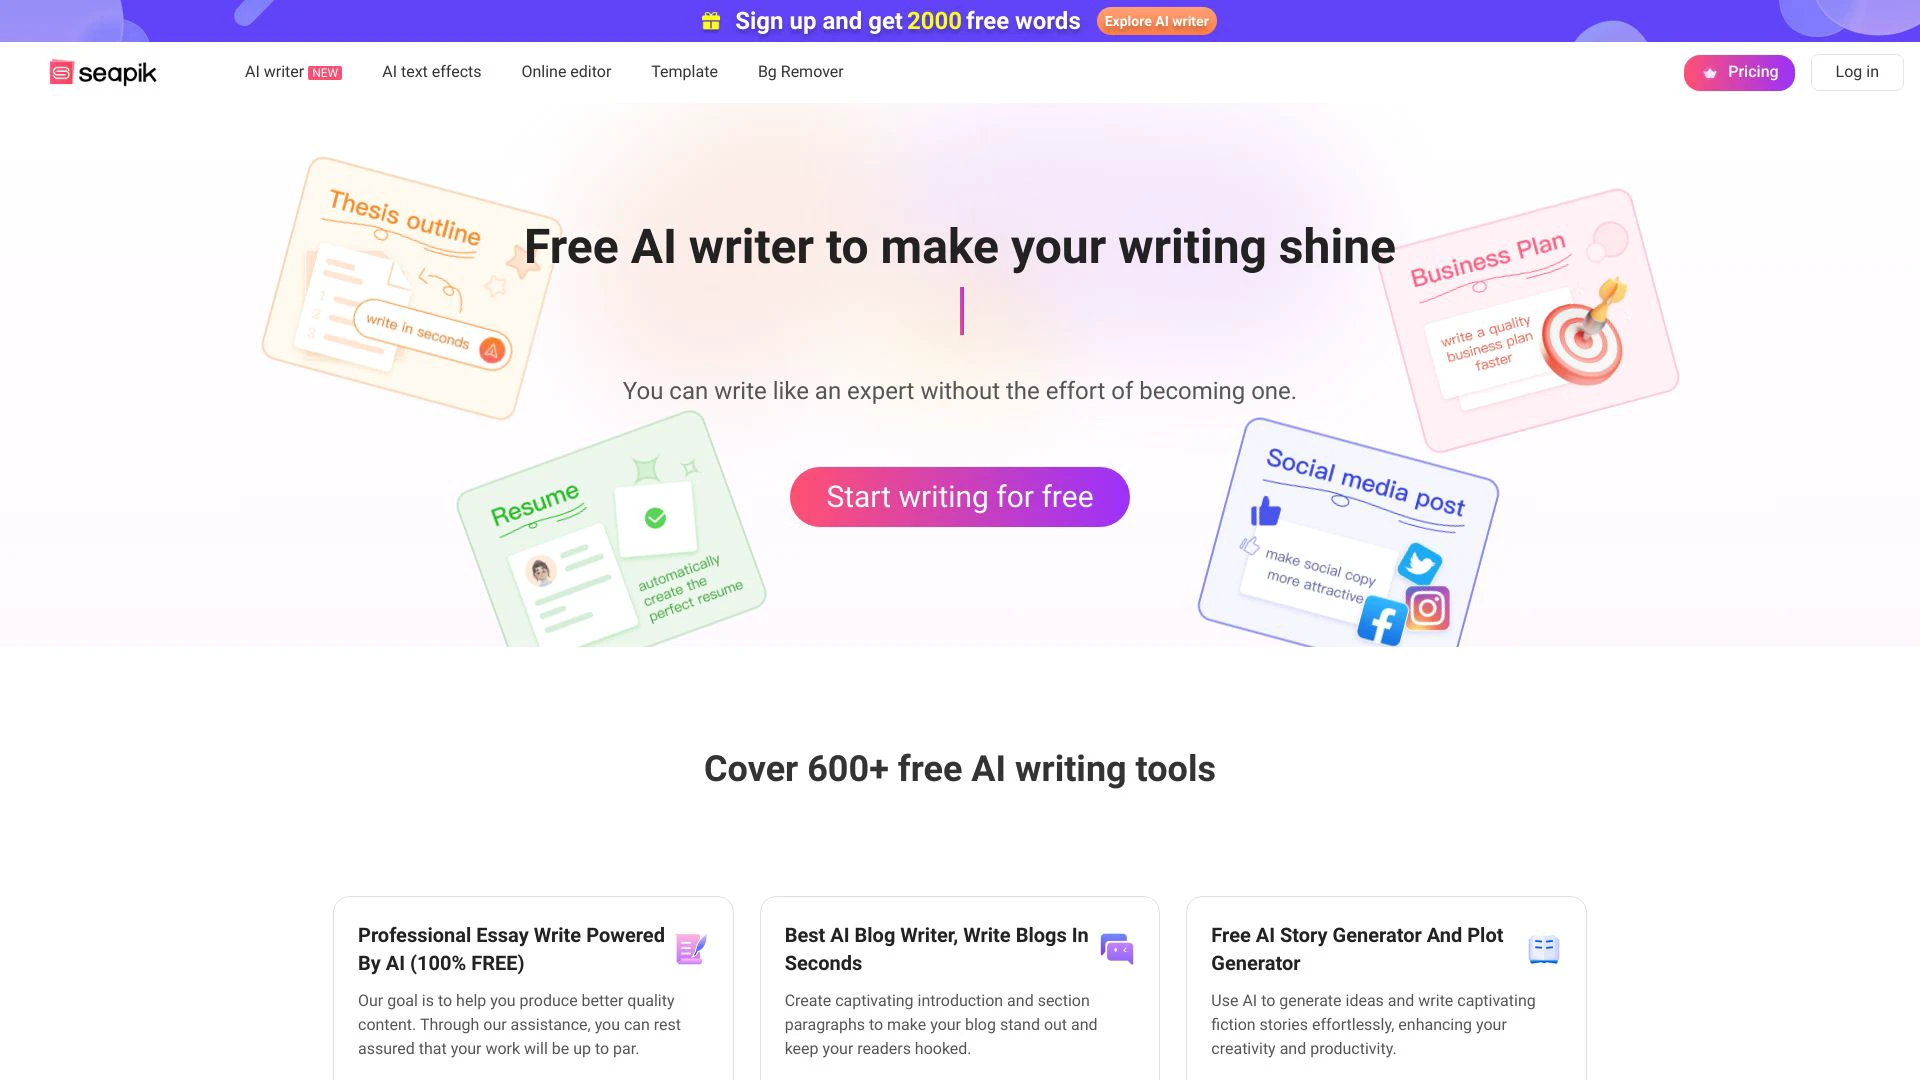 Sign up and get 2000 free words
Explore AI writer
seapik
AI writer NEW
AI text effects
Online editor
Template
Bg Remover
Pricing
Log in
Thesis outline
1
2
3
write in seconds
Free AI writer to make your writing shine
Business Plan
write a quality
business plan
faster
You can write like an expert without the effort of becoming one.
Resume
automatically
create the
perfect resume
Start writing for free
Social media post
make social copy
more attractive
Cover 600+ free AI writing tools
Professional Essay Write Powered
By AI (100% FREE)
Our goal is to help you produce better quality
content. Through our assistance, you can rest
assured that your work will be up to par.
Best AI Blog Writer, Write Blogs In
Seconds
Create captivating introduction and section
paragraphs to make your blog stand out and
keep your readers hooked.
Free AI Story Generator And Plot
Generator
Use AI to generate ideas and write captivating
fiction stories effortlessly, enhancing your
creativity and productivity.